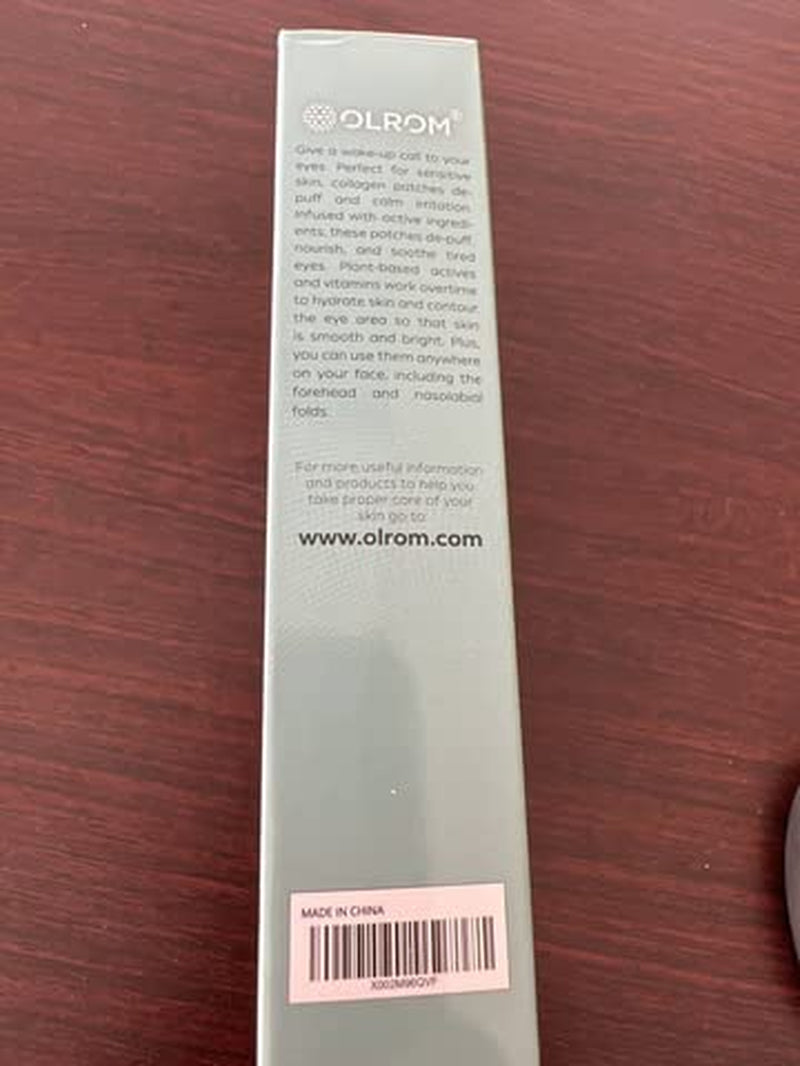 OLROM®
Give a wake-up call to your
eyes. Perfect for sensitive
skin, collagen patches de-
puff and calm irritation.
Infused with active ingredi-
ents, these patches de-puff,
nourish, and soothe tired
eyes. Plant-based actives
and vitamins work overtime
to hydrate skin and contour
the eye area so that skin
is smooth and bright. Plus,
you can use them anywhere
on your face, including the
forehead and nasolabial
folds.
For more useful information
and products to help you
take proper care of your
skin go to:
www.olrom.com
MADE IN CHINA
X002M96QVF